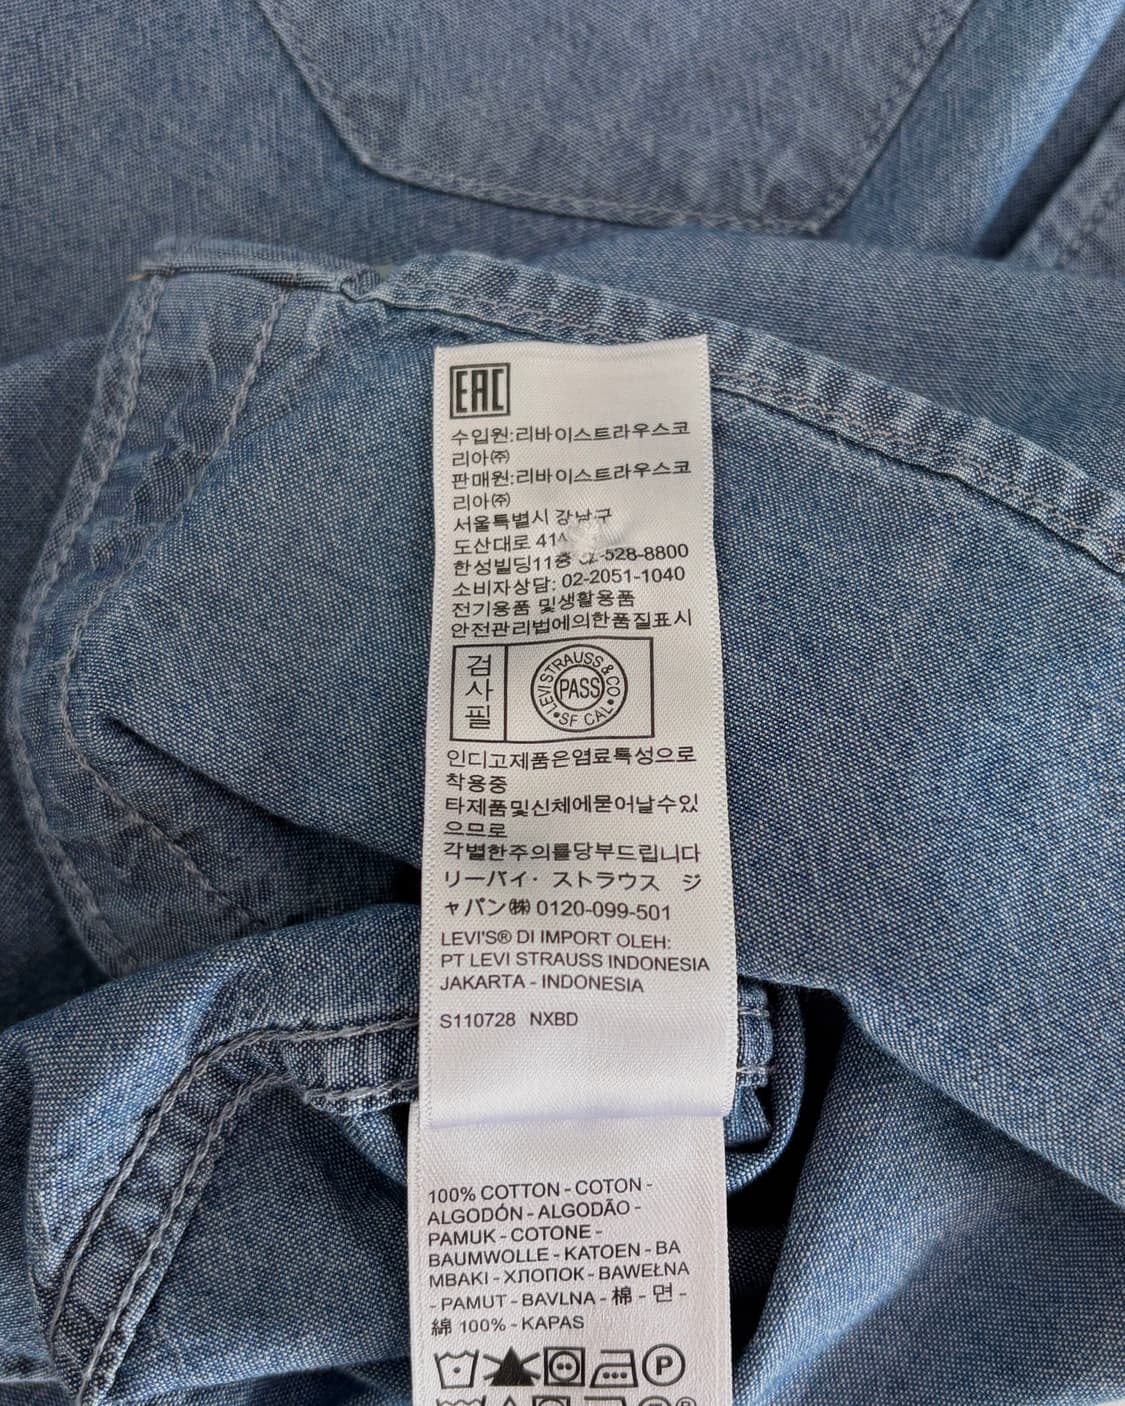 EAC
수입원:리바이스트라우스코
리아㈜
판매원:리바이스트라우스코
리아㈜
서울특별시 강남구
도산대로
한성빌딩11층 02-528-8800
소비자상담: 02-2051-1040
전기용품 및생활용품
안전관리법에의한품질표시
검
사
필
LEVI STRAUSS & CO
PASS
SF CAL
인디고제품은염료특성으로
착용중
타제품및신체에묻어날수있
으므로
각별한주의를당부드립니다
リーバイ・ストラウス ジ
ャパン㈱ 0120-099-501
LEVI'S® DI IMPORT OLEH:
PT LEVI STRAUSS INDONESIA
JAKARTA - INDONESIA
S110728 NXBD
100% COTTON - COTON -
ALGODÓN - ALGODÃO -
PAMUK - COTONE -
BAUMWOLLE - KATOEN - BA
MBAKI - ХЛОПОК - BAWEŁNA
- PAMUT - BAVLNA - 棉 - 면 -
綿 100% - KAPAS
P